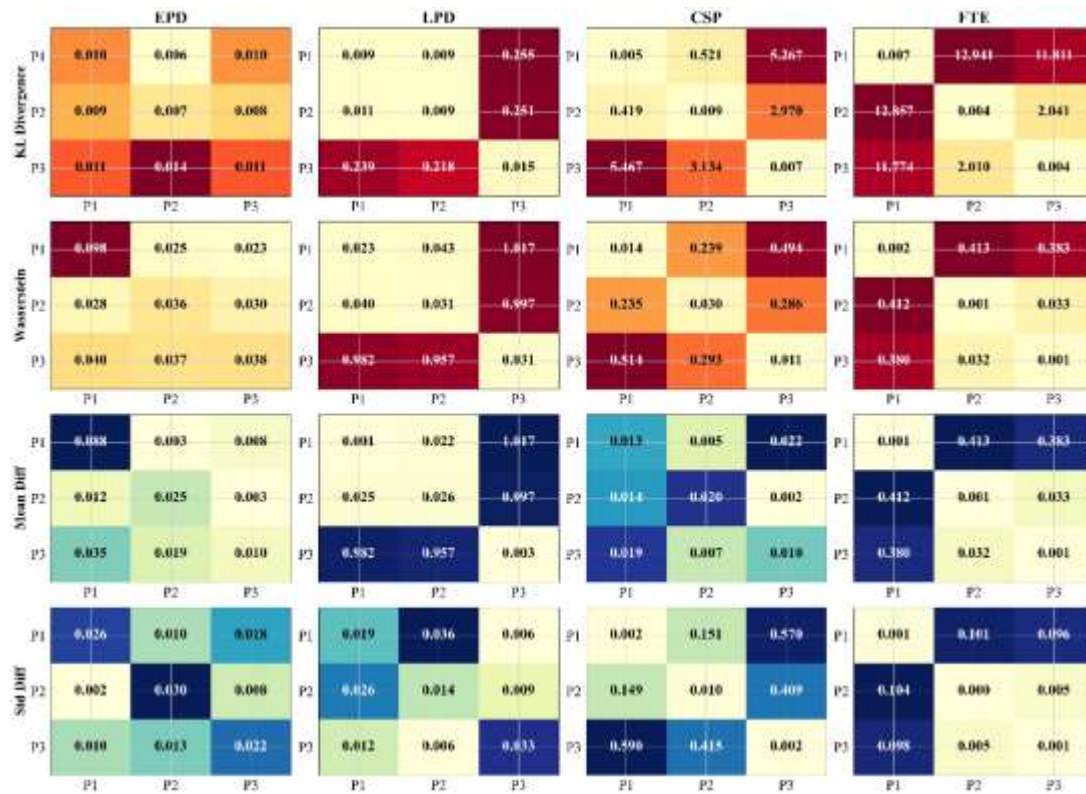 EPD LPD CSP FTE
KL Divergence
P1 0.010 0.006 0.010 P1 0.009 0.009 0.255 P1 0.005 0.521 5.267 P1 0.007 12.941 11.811
P2 0.009 0.007 0.008 P2 0.011 0.009 0.251 P2 0.419 0.009 2.970 P2 12.857 0.004 2.041
P3 0.011 0.014 0.011 P3 0.239 0.218 0.015 P3 5.467 3.134 0.007 P3 11.774 2.010 0.004
P1 P2 P3 P1 P2 P3 P1 P2 P3 P1 P2 P3
Wasserstein
P1 0.098 0.025 0.023 P1 0.023 0.043 1.017 P1 0.014 0.239 0.494 P1 0.002 0.413 0.383
P2 0.028 0.036 0.030 P2 0.040 0.031 0.997 P2 0.235 0.030 0.286 P2 0.412 0.001 0.033
P3 0.040 0.037 0.038 P3 0.982 0.957 0.031 P3 0.514 0.293 0.011 P3 0.380 0.032 0.001
P1 P2 P3 P1 P2 P3 P1 P2 P3 P1 P2 P3
Mean Diff
P1 0.088 0.003 0.008 P1 0.001 0.022 1.017 P1 0.013 0.005 0.022 P1 0.001 0.413 0.383
P2 0.012 0.025 0.003 P2 0.025 0.026 0.997 P2 0.014 0.020 0.002 P2 0.412 0.001 0.033
P3 0.035 0.019 0.010 P3 0.982 0.957 0.003 P3 0.019 0.007 0.010 P3 0.380 0.032 0.001
P1 P2 P3 P1 P2 P3 P1 P2 P3 P1 P2 P3
Std Diff
P1 0.026 0.010 0.018 P1 0.019 0.036 0.006 P1 0.002 0.151 0.570 P1 0.001 0.101 0.096
P2 0.002 0.030 0.008 P2 0.026 0.014 0.009 P2 0.149 0.010 0.409 P2 0.104 0.000 0.005
P3 0.010 0.013 0.022 P3 0.012 0.006 0.033 P3 0.590 0.415 0.002 P3 0.098 0.005 0.001
P1 P2 P3 P1 P2 P3 P1 P2 P3 P1 P2 P3